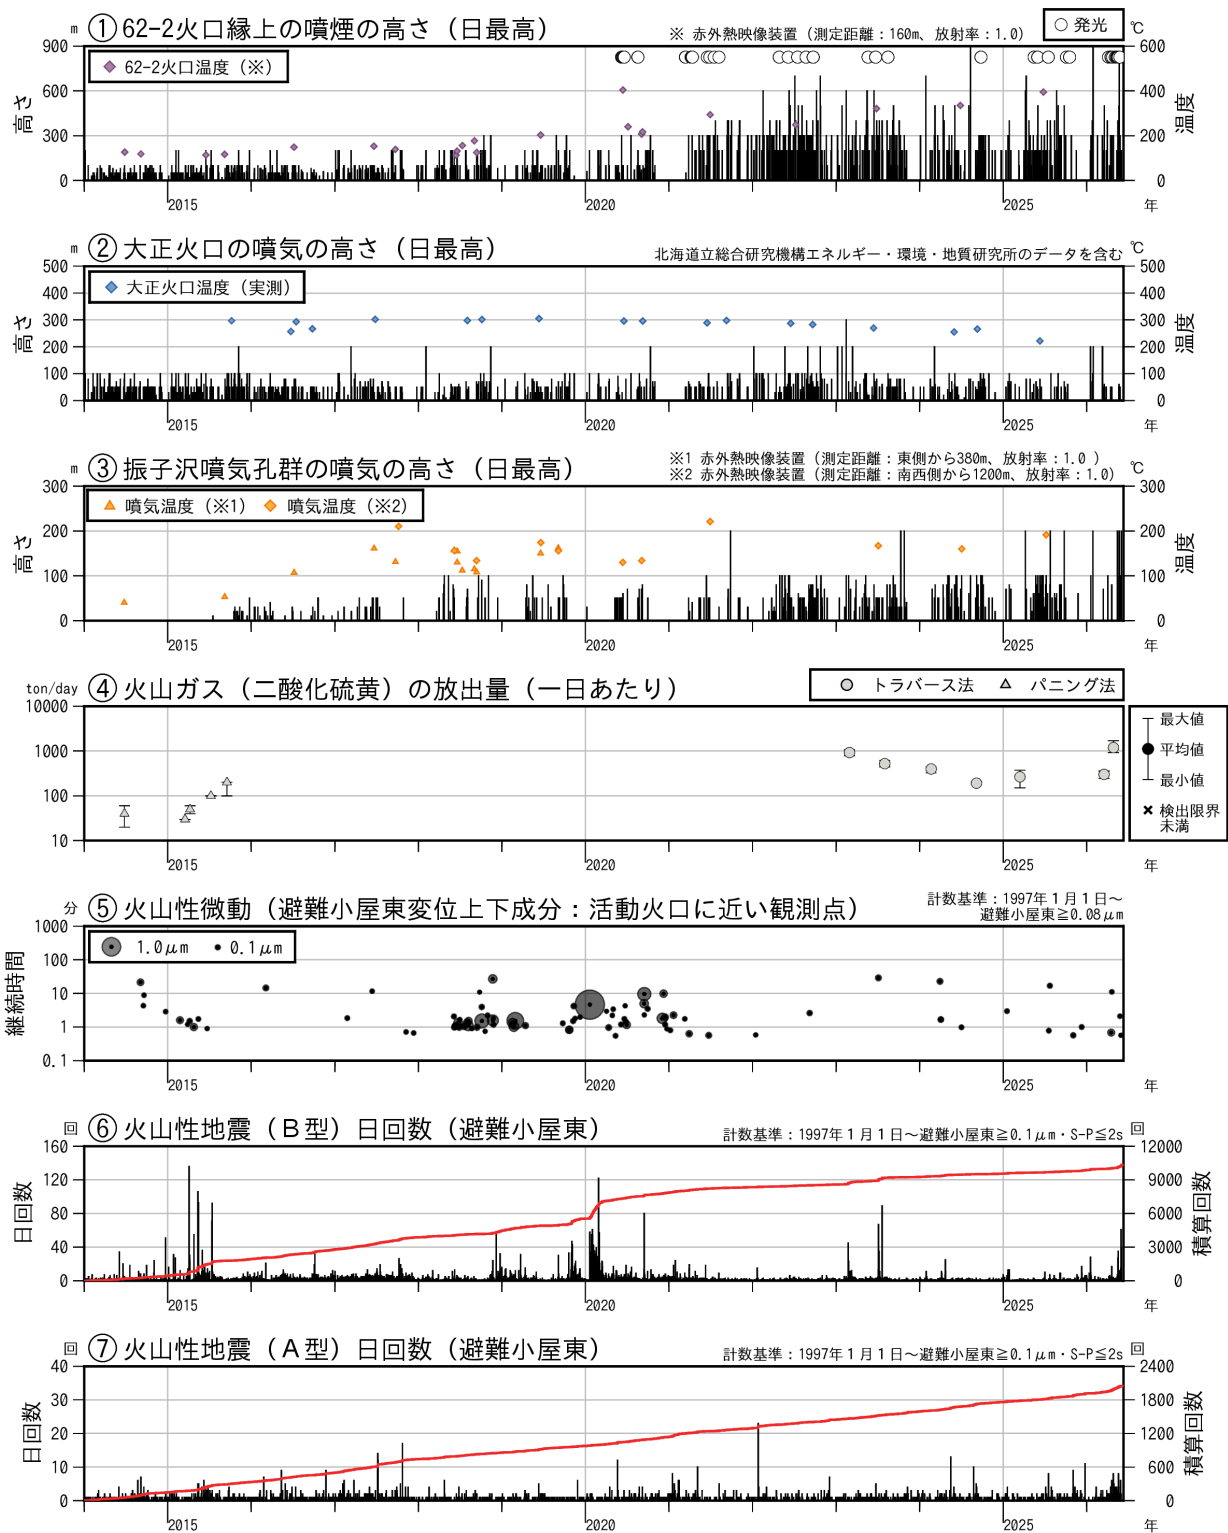 m ①62-2火口縁上の噴煙の高さ（日最高） ※ 赤外熱映像装置（測定距離：160m、放射率：1.0） ○ 発光 ℃
◆ 62-2火口温度（※）
高さ
900
600
300
0
温度
600
400
200
0
2015 2020 2025 年
m ②大正火口の噴気の高さ（日最高） 北海道立総合研究機構エネルギー・環境・地質研究所のデータを含む ℃
◆ 大正火口温度（実測）
高さ
500
400
300
200
100
0
温度
500
400
300
200
100
0
2015 2020 2025 年
m ③振子沢噴気孔群の噴気の高さ（日最高） ※1 赤外熱映像装置（測定距離：東側から380m、放射率：1.0 ）
※2 赤外熱映像装置（測定距離：南西側から1200m、放射率：1.0） ℃
▲ 噴気温度（※1） ◆ 噴気温度（※2）
高さ
300
200
100
0
温度
300
200
100
0
2015 2020 2025 年
ton/day ④火山ガス（二酸化硫黄）の放出量（一日あたり） ○ トラバース法 △ パニング法
10000
1000
100
10
最大値
平均値
最小値
× 検出限界
未満
2015 2020 2025 年
分 ⑤火山性微動（避難小屋東変位上下成分：活動火口に近い観測点） 計数基準：1997年１月１日～
避難小屋東≧0.08μm
● 1.0μm ● 0.1μm
継続時間
1000
100
10
1
0.1
2015 2020 2025 年
回 ⑥火山性地震（Ｂ型）日回数（避難小屋東） 計数基準：1997年１月１日～避難小屋東≧0.1μm・S-P≦2s 回
日回数
160
120
80
40
0
積算回数
12000
9000
6000
3000
0
2015 2020 2025 年
回 ⑦火山性地震（Ａ型）日回数（避難小屋東） 計数基準：1997年１月１日～避難小屋東≧0.1μm・S-P≦2s 回
日回数
40
30
20
10
0
積算回数
2400
1800
1200
600
0
2015 2020 2025 年